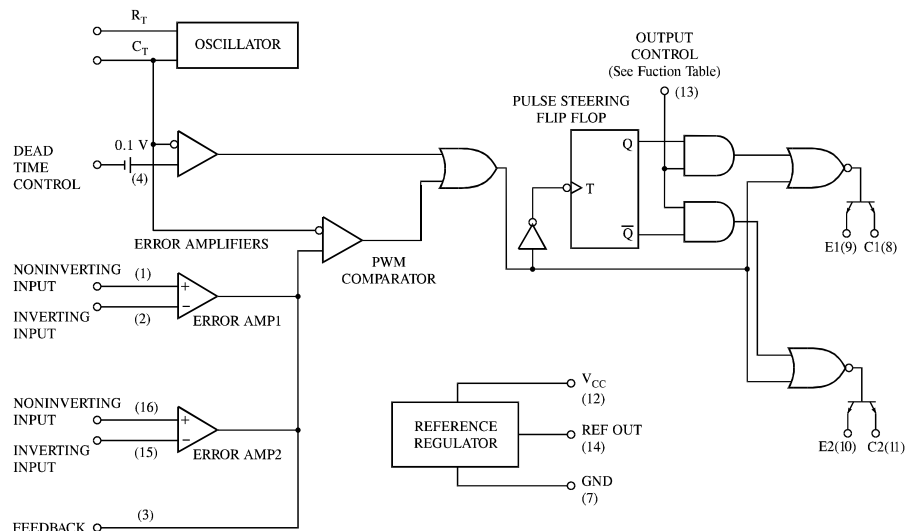 R_T
OSCILLATOR
C_T
OUTPUT
CONTROL
(See Fuction Table)
(13)
PULSE STEERING
FLIP FLOP
DEAD
TIME
CONTROL
0.1 V
(4)
Q
T
Q̅
E1(9)
C1(8)
ERROR AMPLIFIERS
PWM
COMPARATOR
NONINVERTING
INPUT
(1)
+
−
INVERTING
INPUT
(2)
ERROR AMP1
NONINVERTING
INPUT
(16)
+
−
INVERTING
INPUT
(15)
ERROR AMP2
REFERENCE
REGULATOR
V_CC
(12)
REF OUT
(14)
GND
(7)
E2(10)
C2(11)
FEEDBACK
(3)